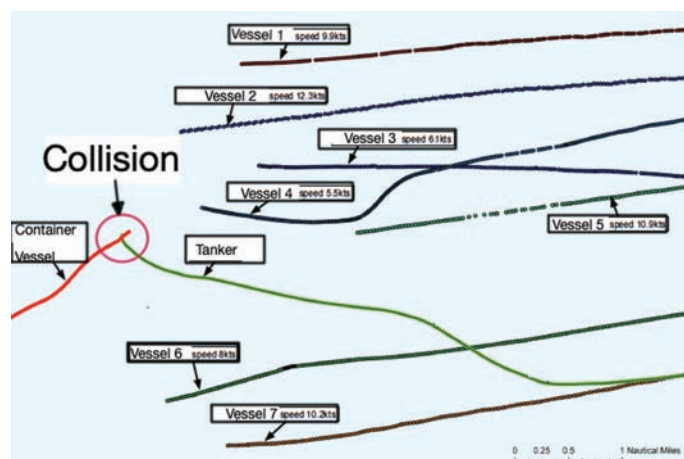 Vessel 1 speed 9.9kts
Vessel 2 speed 12.3kts
Vessel 3 speed 6.1kts
Collision
Vessel 4 speed 5.5kts
Container
Vessel
Tanker
Vessel 5 speed 10.9kts
Vessel 6 speed 8kts
Vessel 7 speed 10.2kts
0 0.25 0.5 1 Nautical Miles